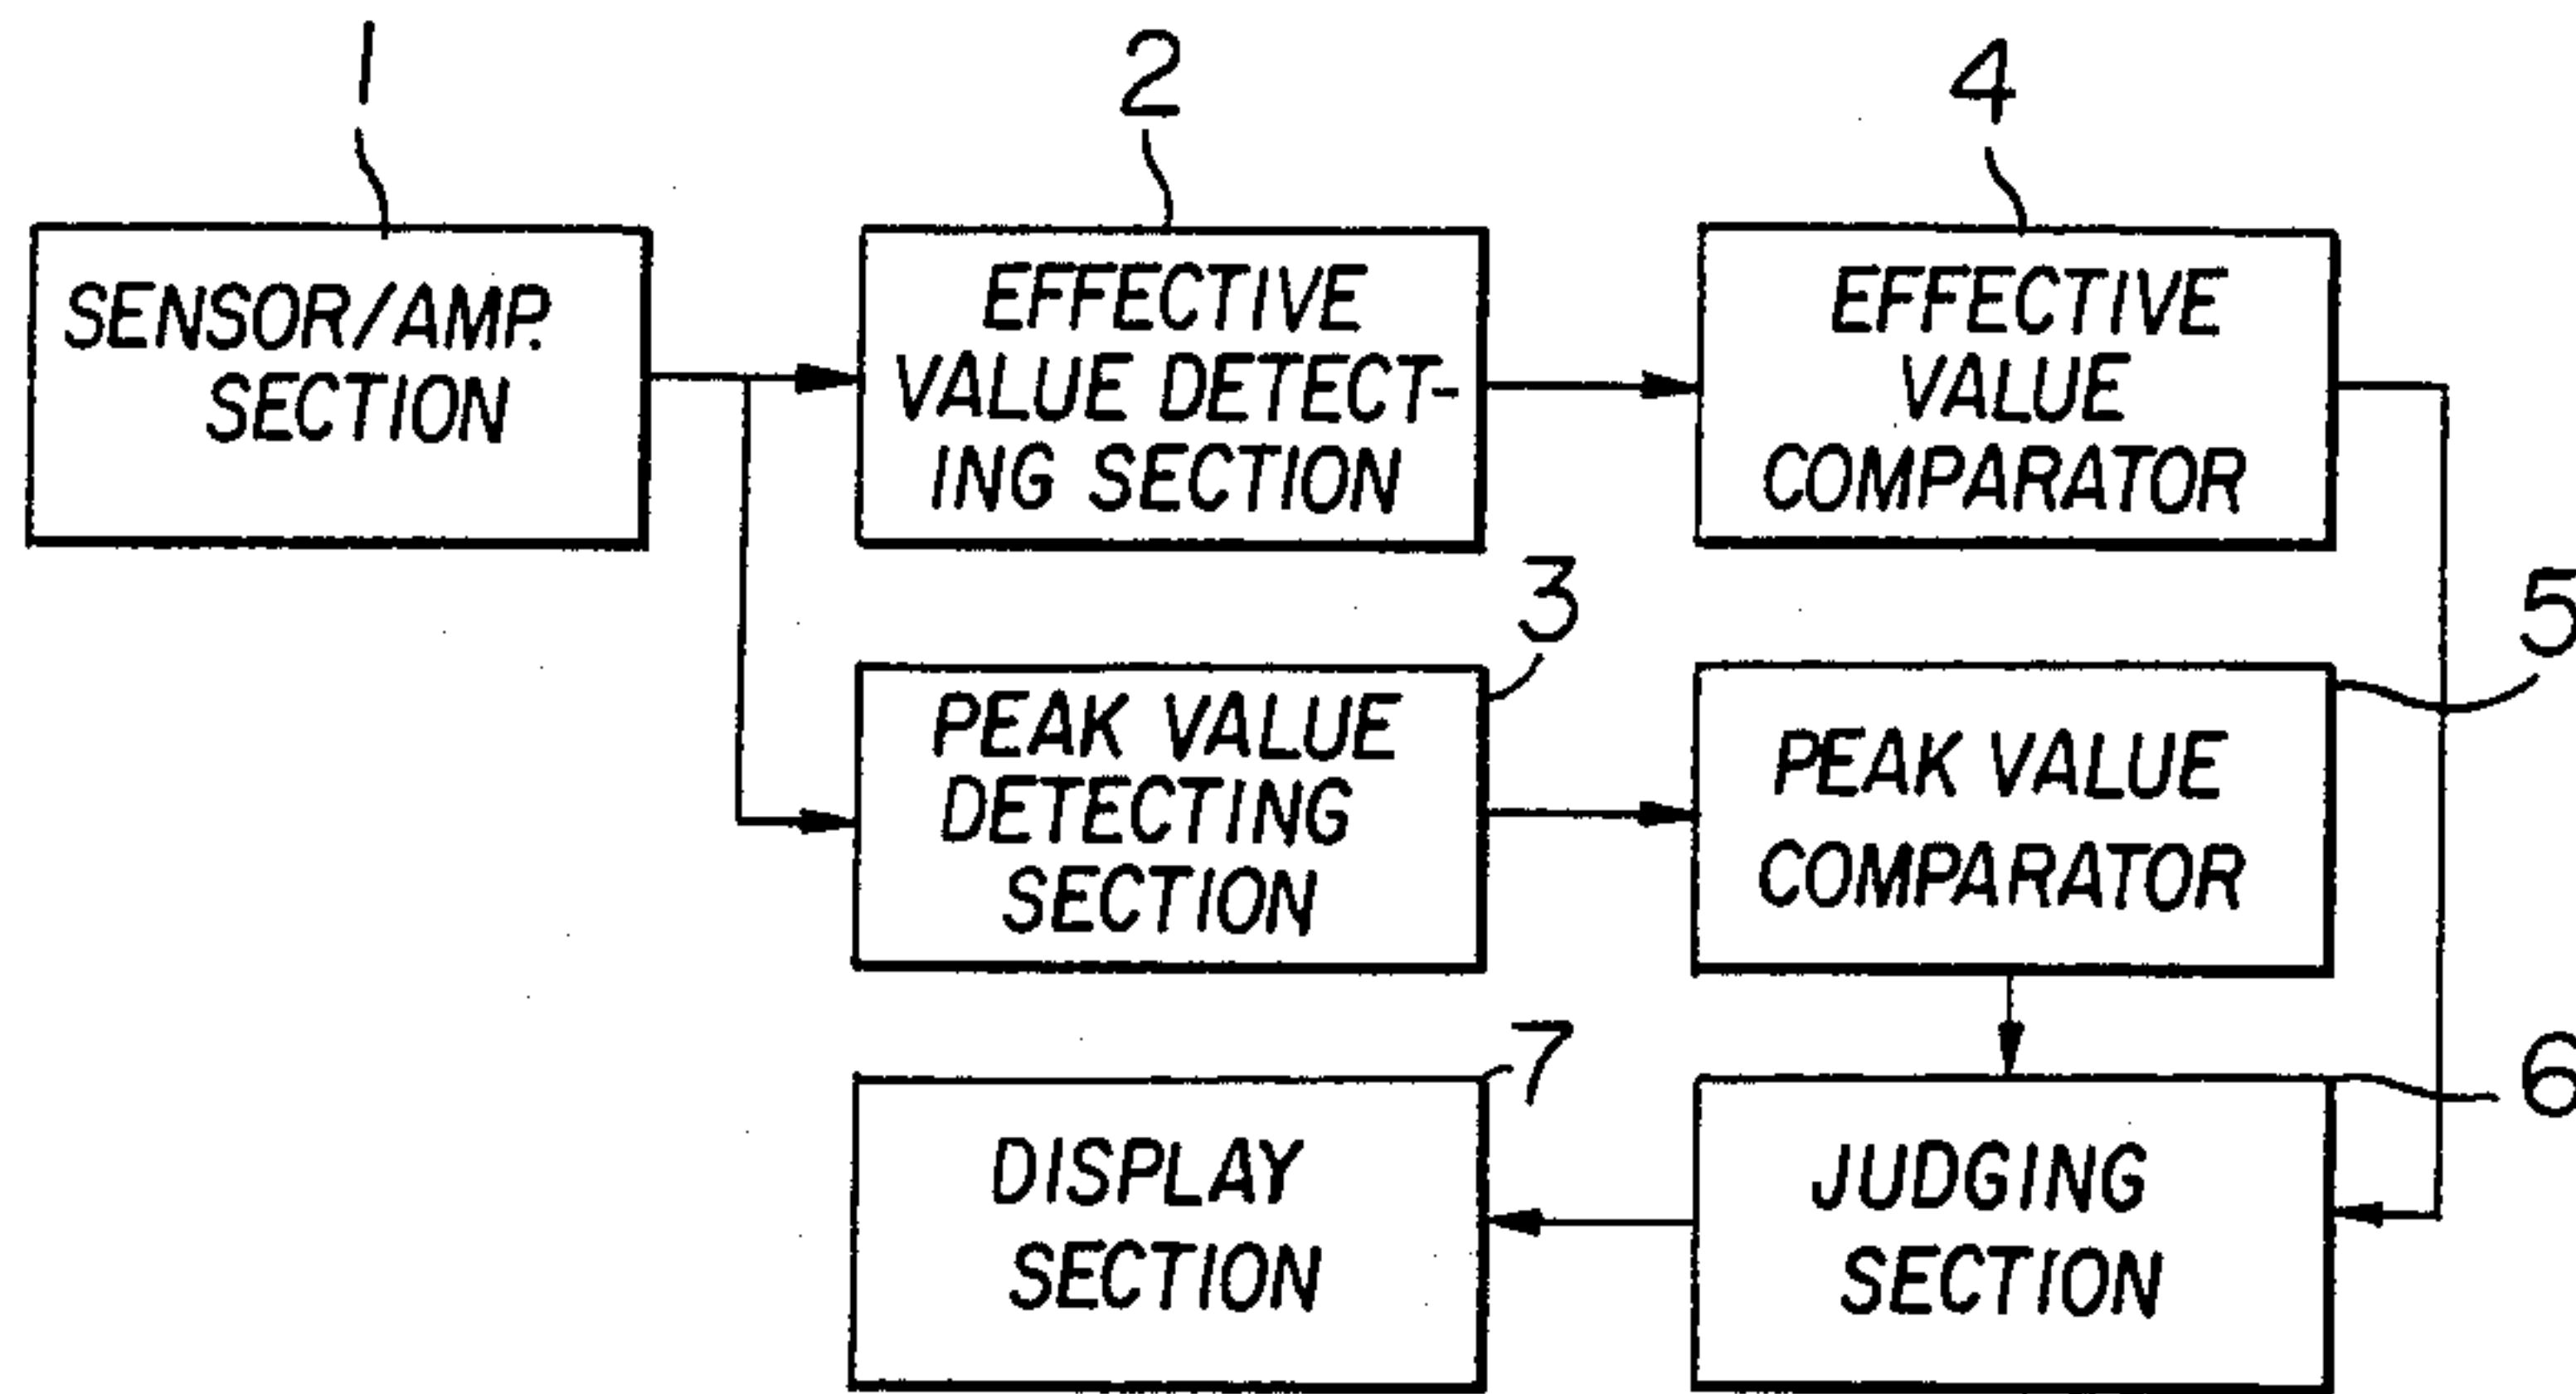 1
2
4
SENSOR/AMP.
SECTION
EFFECTIVE
VALUE DETECT-
ING SECTION
EFFECTIVE
VALUE
COMPARATOR
3
5
PEAK VALUE
DETECTING
SECTION
PEAK VALUE
COMPARATOR
7
6
DISPLAY
SECTION
JUDGING
SECTION